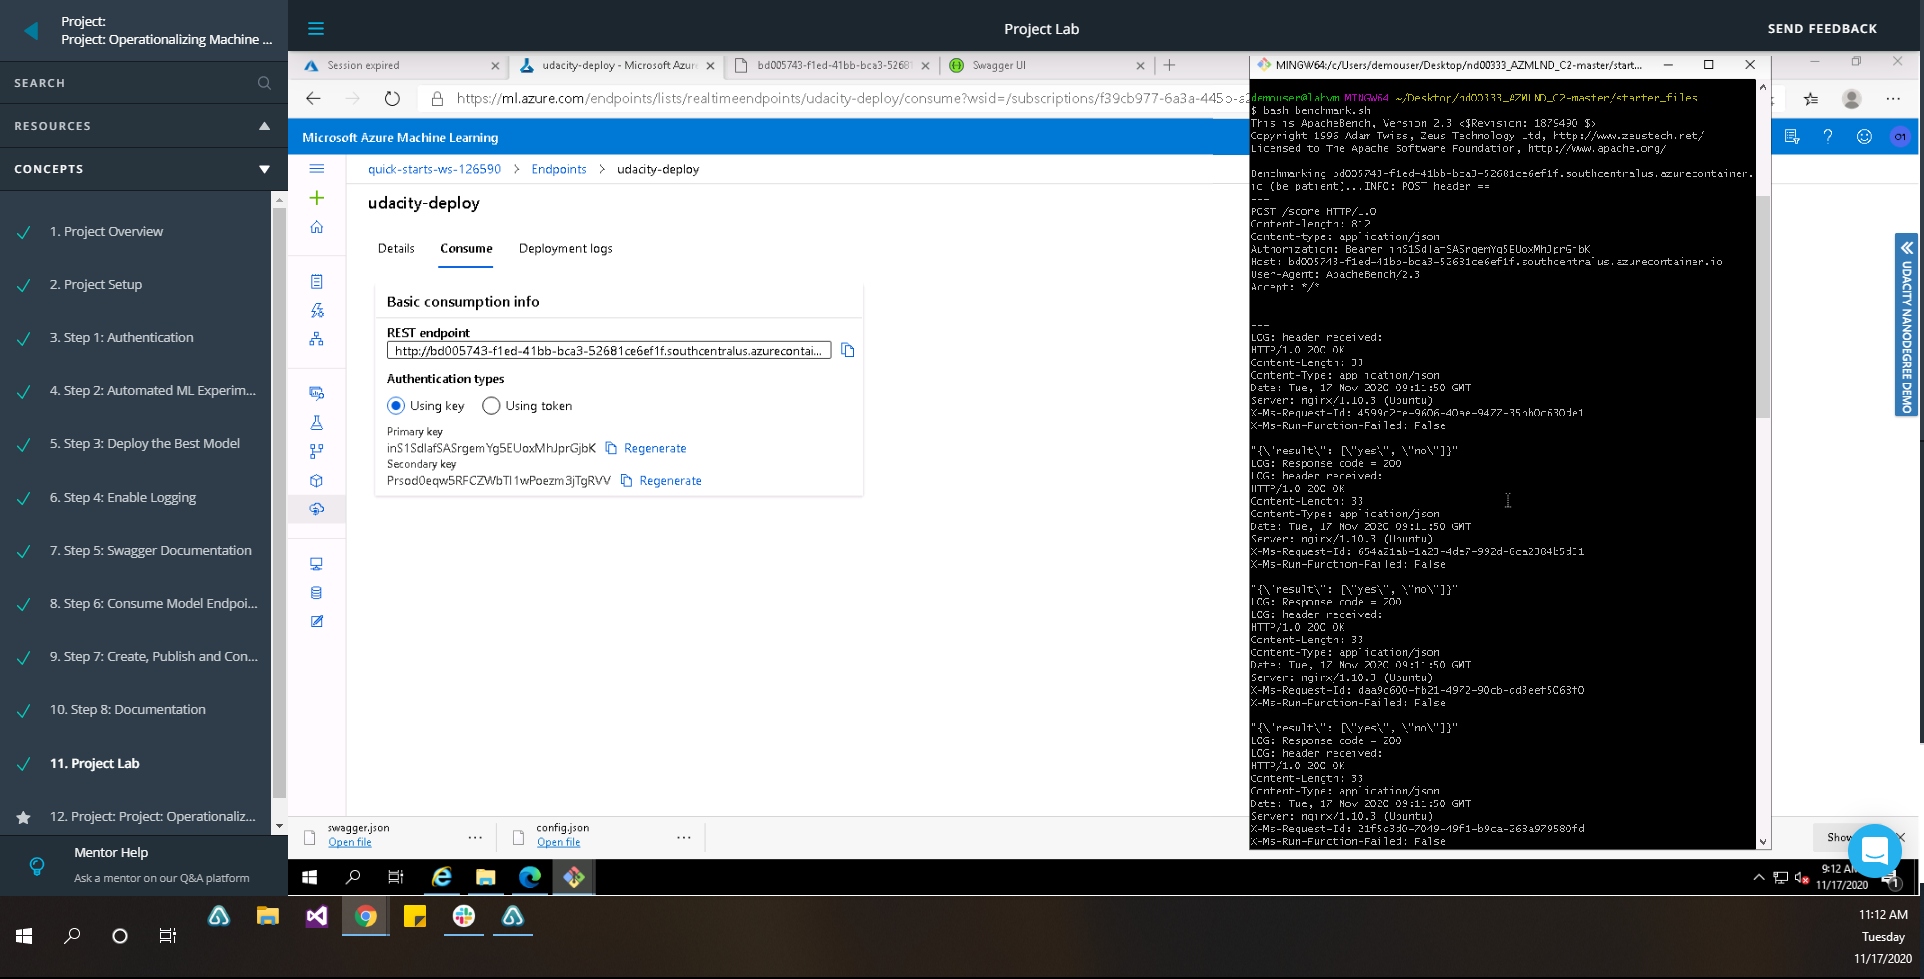 Project:
Project: Operationalizing Machine ...
Project Lab
SEND FEEDBACK
SEARCH
RESOURCES
CONCEPTS
1. Project Overview
2. Project Setup
3. Step 1: Authentication
4. Step 2: Automated ML Experim...
5. Step 3: Deploy the Best Model
6. Step 4: Enable Logging
7. Step 5: Swagger Documentation
8. Step 6: Consume Model Endpoi...
9. Step 7: Create, Publish and Con...
10. Step 8: Documentation
11. Project Lab
12. Project: Project: Operationaliz...
Mentor Help
Ask a mentor on our Q&A platform
Session expired
udacity-deploy - Microsoft Azur
bd005743-f1ed-41bb-bca3-52681
Swagger UI
https://ml.azure.com/endpoints/lists/realtimeendpoints/udacity-deploy/consume?wsid=/subscriptions/f39cb977-6a3a-445b-a
Microsoft Azure Machine Learning
quick-starts-ws-126590 > Endpoints > udacity-deploy
udacity-deploy
Details
Consume
Deployment logs
Basic consumption info
REST endpoint
http://bd005743-f1ed-41bb-bca3-52681ce6ef1f.southcentralus.azurecontai...
Authentication types
Using key
Using token
Primary key
Regenerate
Secondary key
Regenerate
swagger.json
Open file
config.json
Open file
MINGW64:/c/Users/demouser/Desktop/nd00333_AZMLND_C2-master/start...
demouser@labvm MINGW64 ~/Desktop/nd00333_AZMLND_C2-master/starter_files
$ bash benchmark.sh
This is ApacheBench, Version 2.3 <$Revision: 1879490 $>
Copyright 1996 Adam Twiss, Zeus Technology Ltd, http://www.zeustech.net/
Licensed to The Apache Software Foundation, http://www.apache.org/
Benchmarking bd005743-f1ed-41bb-bca3-52681ce6ef1f.southcentralus.azurecontainer.
io (be patient)...INFO: POST header ==
---
POST /score HTTP/1.0
Content-length: 812
Content-type: application/json
Authorization: Bearer
Host: bd005743-f1ed-41bb-bca3-52681ce6ef1f.southcentralus.azurecontainer.io
User-Agent: ApacheBench/2.3
Accept: */*
---
LOG: header received:
HTTP/1.0 200 OK
Content-Length: 33
Content-Type: application/json
Date: Tue, 17 Nov 2020 09:11:50 GMT
Server: nginx/1.10.3 (Ubuntu)
X-Ms-Request-Id:
X-Ms-Run-Function-Failed: False
"{\"result\": [\"yes\", \"no\"]}"
LOG: Response code = 200
LOG: header received:
HTTP/1.0 200 OK
Content-Length: 33
Content-Type: application/json
Date: Tue, 17 Nov 2020 09:11:50 GMT
Server: nginx/1.10.3 (Ubuntu)
X-Ms-Request-Id:
X-Ms-Run-Function-Failed: False
"{\"result\": [\"yes\", \"no\"]}"
LOG: Response code = 200
LOG: header received:
HTTP/1.0 200 OK
Content-Length: 33
Content-Type: application/json
Date: Tue, 17 Nov 2020 09:11:50 GMT
Server: nginx/1.10.3 (Ubuntu)
X-Ms-Request-Id:
X-Ms-Run-Function-Failed: False
"{\"result\": [\"yes\", \"no\"]}"
LOG: Response code = 200
LOG: header received:
HTTP/1.0 200 OK
Content-Length: 33
Content-Type: application/json
Date: Tue, 17 Nov 2020 09:11:50 GMT
Server: nginx/1.10.3 (Ubuntu)
X-Ms-Request-Id:
X-Ms-Run-Function-Failed: False
UDACITY NANODEGREE DEMO
Show
9:12 AM
11/17/2020
1
11:12 AM
Tuesday
11/17/2020